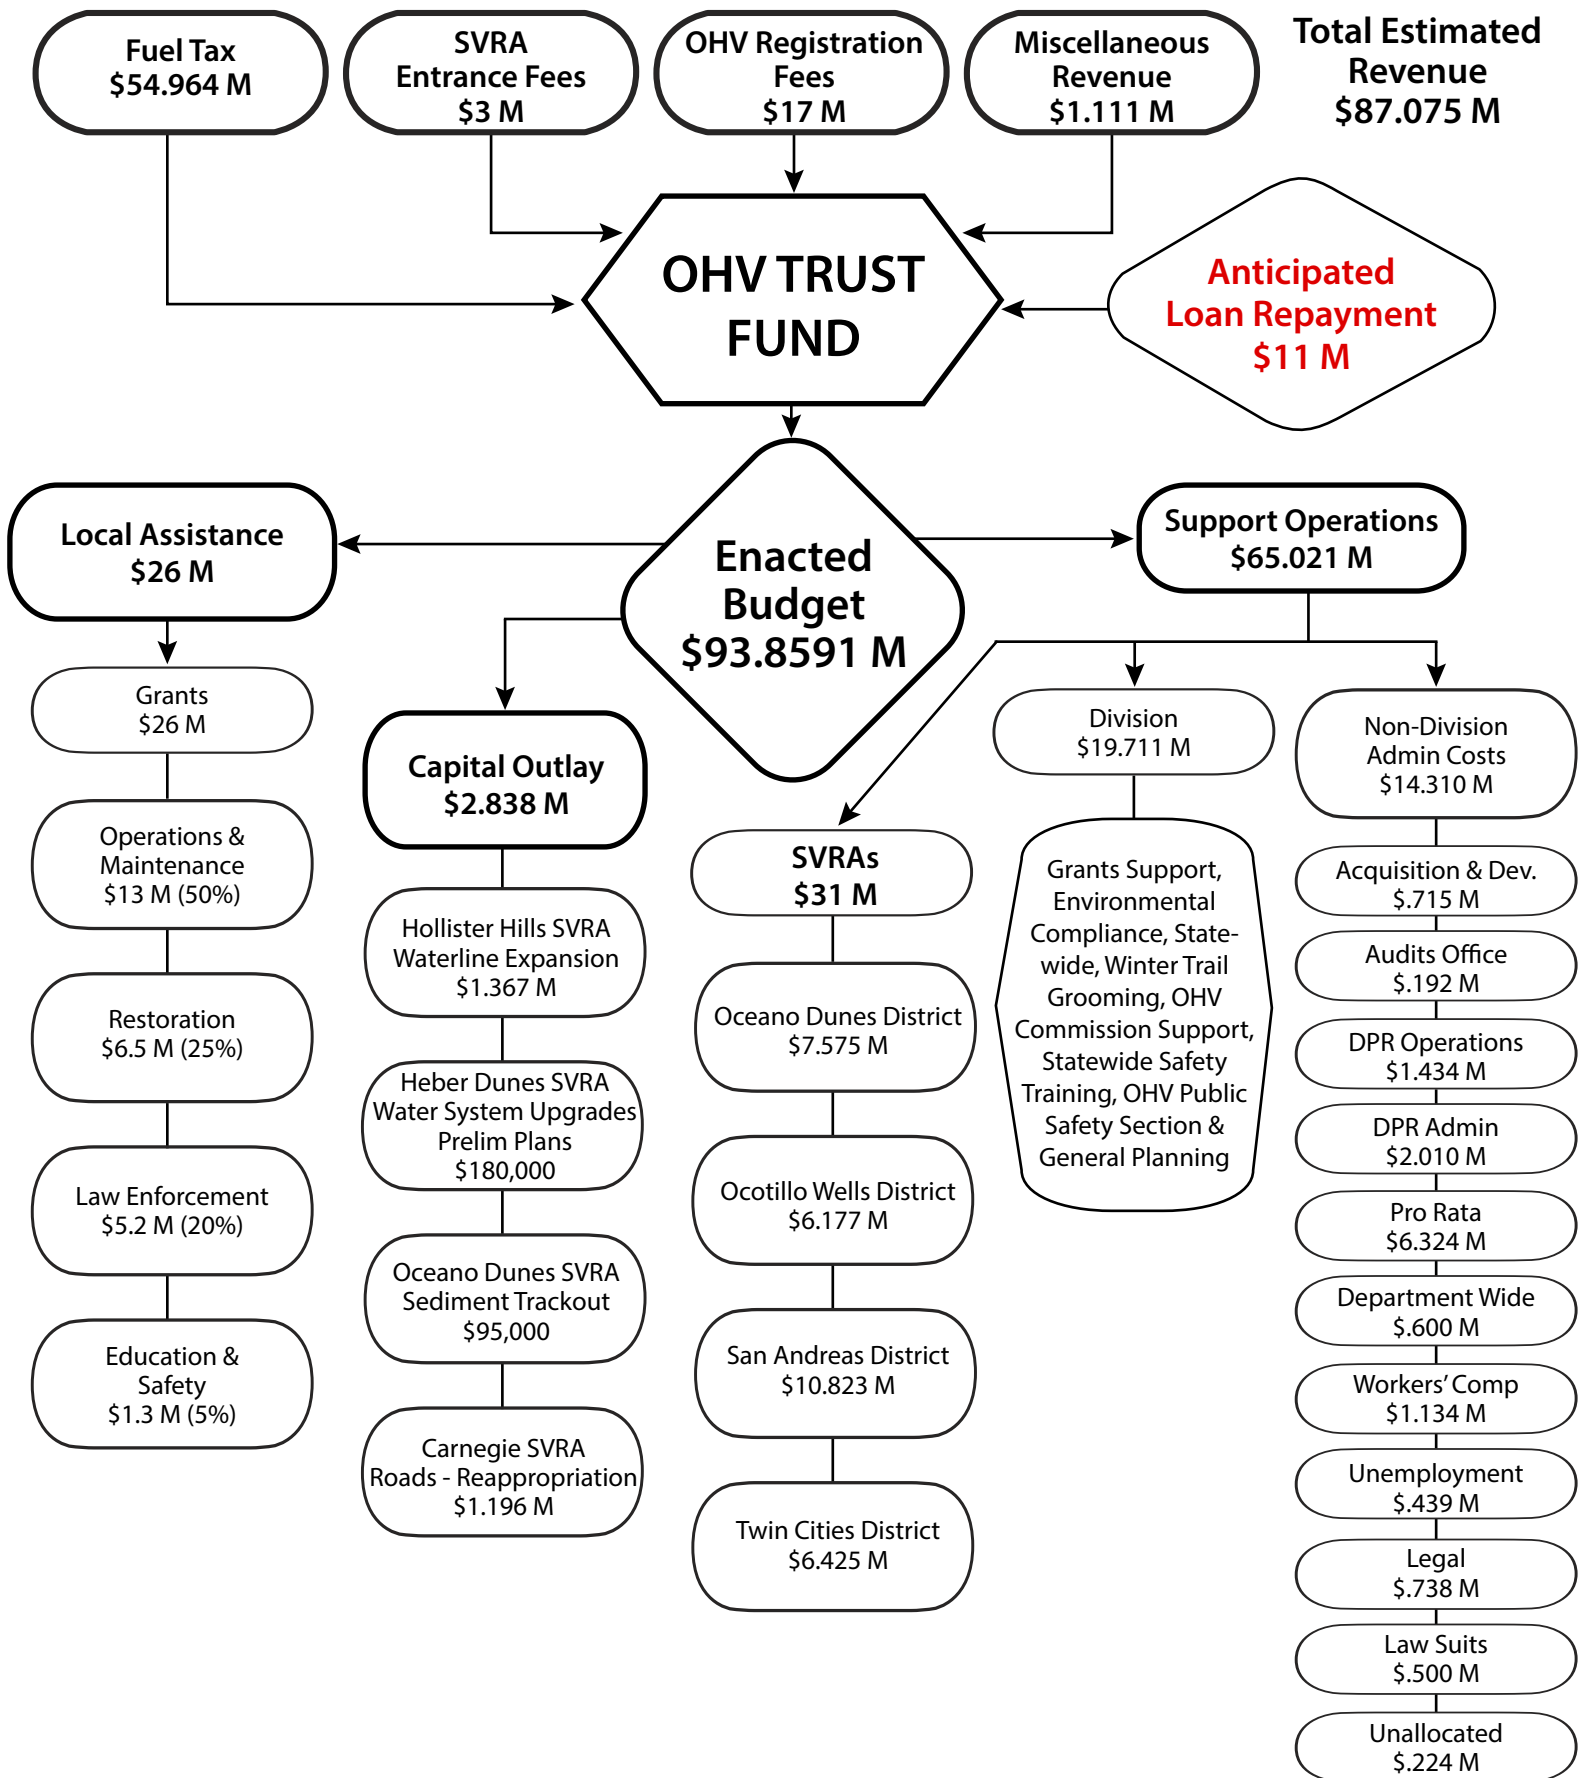 Fuel Tax
$54.964 M
SVRA
Entrance Fees
$3 M
OHV Registration
Fees
$17 M
Miscellaneous
Revenue
$1.111 M
Total Estimated
Revenue
$87.075 M
OHV TRUST
FUND
Anticipated
Loan Repayment
$11 M
Enacted
Budget
$93.8591 M
Local Assistance
$26 M
Grants
$26 M
Operations &
Maintenance
$13 M (50%)
Restoration
$6.5 M (25%)
Law Enforcement
$5.2 M (20%)
Education &
Safety
$1.3 M (5%)
Capital Outlay
$2.838 M
Hollister Hills SVRA
Waterline Expansion
$1.367 M
Heber Dunes SVRA
Water System Upgrades
Prelim Plans
$180,000
Oceano Dunes SVRA
Sediment Trackout
$95,000
Carnegie SVRA
Roads - Reappropriation
$1.196 M
Support Operations
$65.021 M
SVRAs
$31 M
Oceano Dunes District
$7.575 M
Ocotillo Wells District
$6.177 M
San Andreas District
$10.823 M
Twin Cities District
$6.425 M
Division
$19.711 M
Grants Support,
Environmental
Compliance, State-
wide, Winter Trail
Grooming, OHV
Commission Support,
Statewide Safety
Training, OHV Public
Safety Section &
General Planning
Non-Division
Admin Costs
$14.310 M
Acquisition & Dev.
$.715 M
Audits Office
$.192 M
DPR Operations
$1.434 M
DPR Admin
$2.010 M
Pro Rata
$6.324 M
Department Wide
$.600 M
Workers' Comp
$1.134 M
Unemployment
$.439 M
Legal
$.738 M
Law Suits
$.500 M
Unallocated
$.224 M